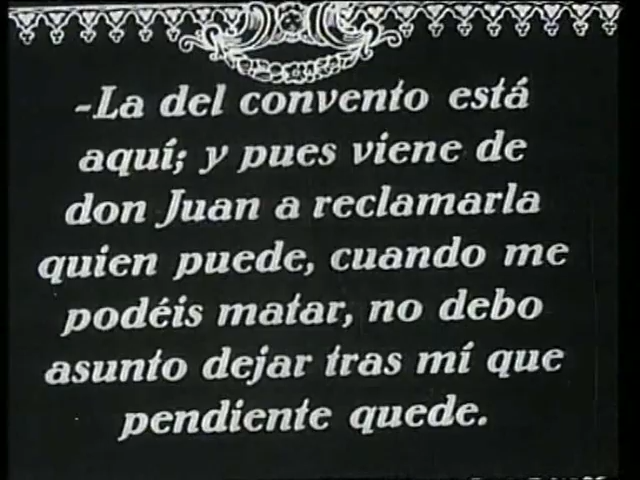 -La del convento está
aquí; y pues viene de
don Juan a reclamarla
quien puede, cuando me
podéis matar, no debo
asunto dejar tras mí que
pendiente quede.